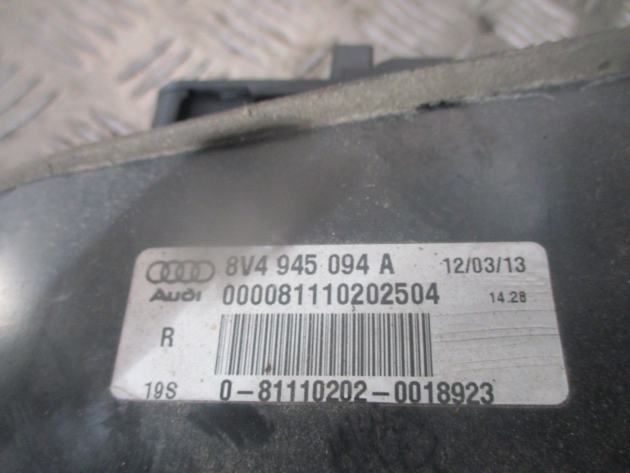 8V4 945 094 A 12/03/13
Audi 000081110202504 14.28
R
19S 0-81110202-0018923